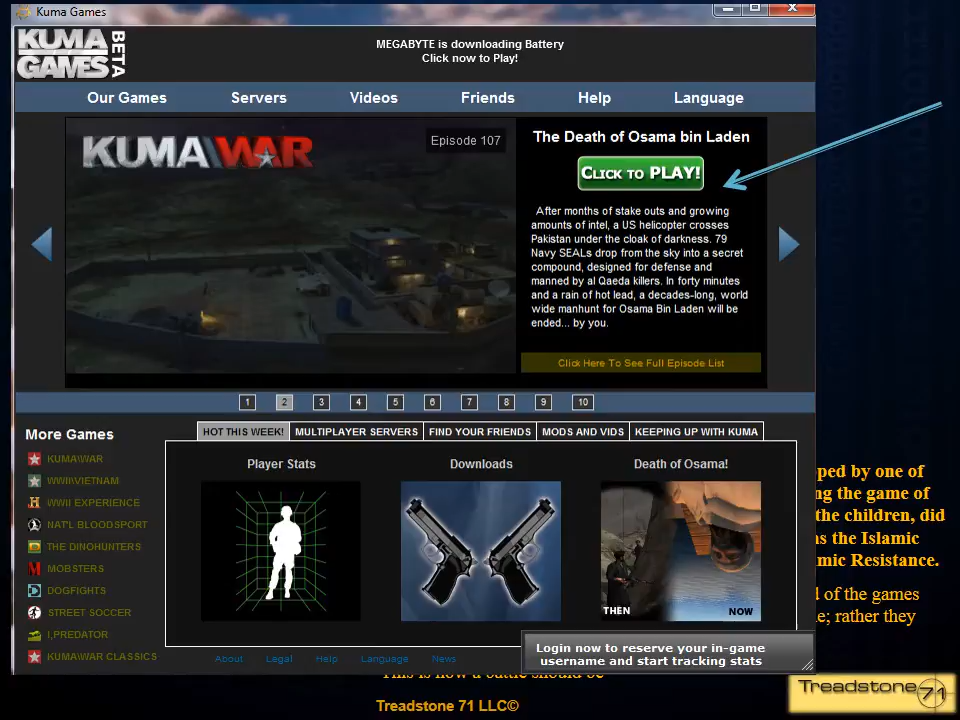 Kuma Games
KUMA
GAMES
BETA
MEGABYTE is downloading Battery
Click now to Play!
Our Games
Servers
Videos
Friends
Help
Language
KUMA\WAR
Episode 107
The Death of Osama bin Laden
CLICK TO PLAY!
After months of stake outs and growing
amounts of intel, a US helicopter crosses
Pakistan under the cloak of darkness. 79
Navy SEALs drop from the sky into a secret
compound, designed for defense and
manned by al Qaeda killers. In forty minutes
and a rain of hot lead, a decades-long, world
wide manhunt for Osama Bin Laden will be
ended... by you.
Click Here To See Full Episode List
1 2 3 4 5 6 7 8 9 10
More Games
KUMA\WAR
WWII\VIETNAM
WWII EXPERIENCE
NAT'L BLOODSPORT
THE DINOHUNTERS
MOBSTERS
DOGFIGHTS
STREET SOCCER
I,PREDATOR
KUMA\WAR CLASSICS
HOT THIS WEEK!
MULTIPLAYER SERVERS
FIND YOUR FRIENDS
MODS AND VIDS
KEEPING UP WITH KUMA
Player Stats
Downloads
Death of Osama!
THEN
NOW
About
Legal
Help
Language
News
Login now to reserve your in-game
username and start tracking stats
pped by one of
ng the game of
the children, did
as the Islamic
mic Resistance.
d of the games
e; rather they
This is how a battle should be
Treadstone 71 LLC©
Treadstone 71